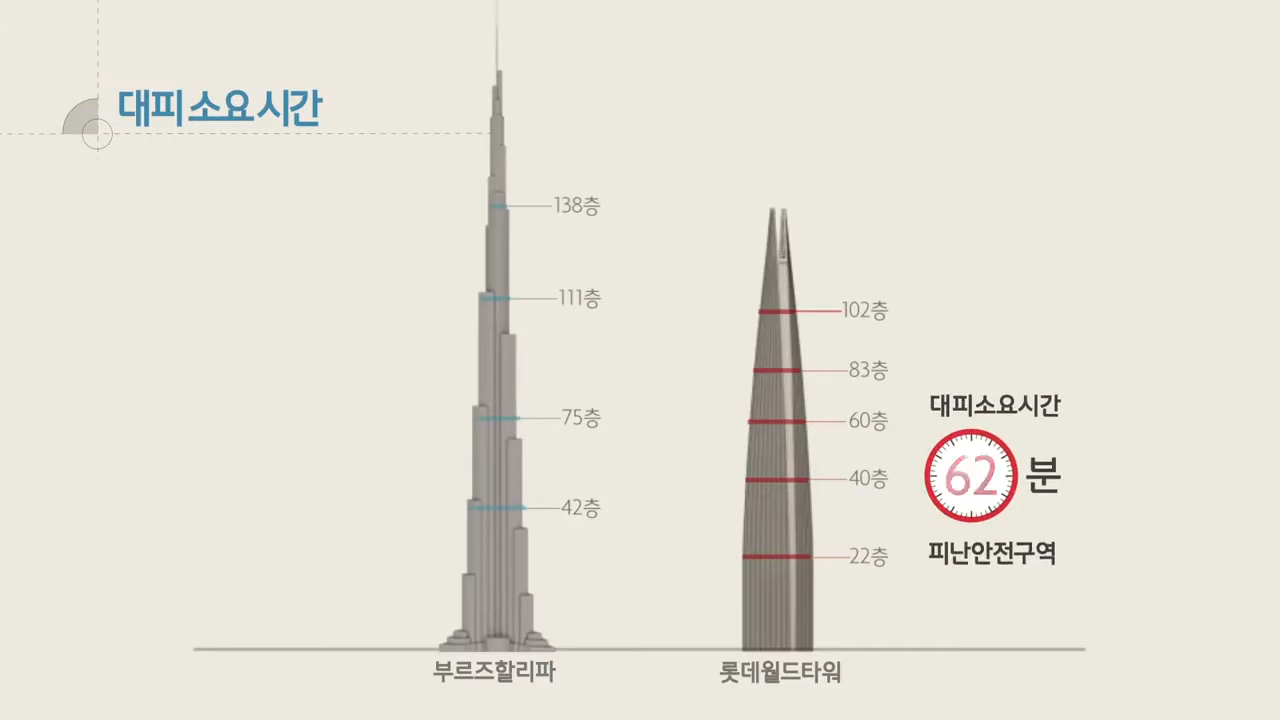 대피 소요 시간
138층
111층
75층
42층
부르즈할리파
102층
83층
60층
40층
22층
롯데월드타워
대피소요시간
62분
피난안전구역